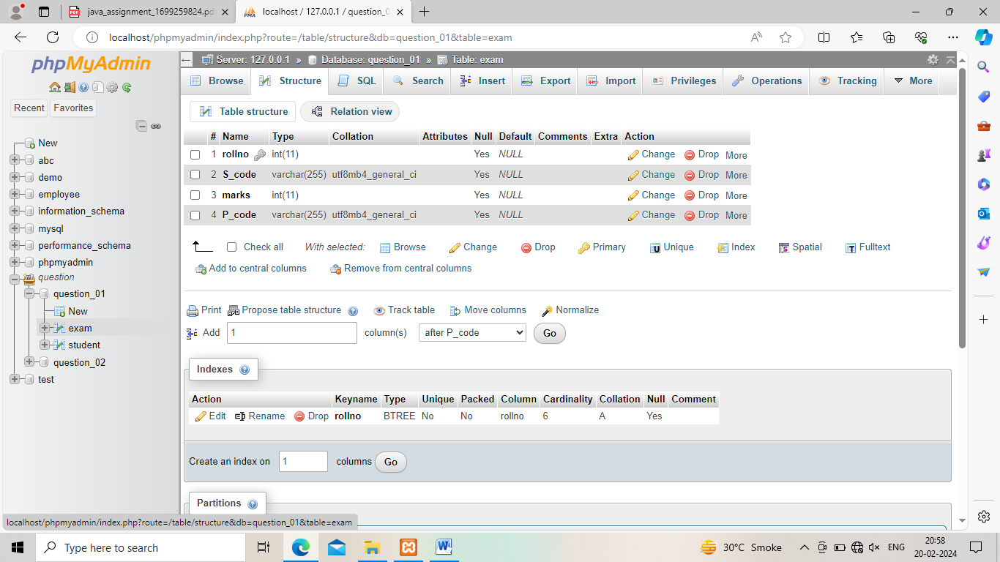 java_assignment_1699259824.pd
localhost / 127.0.0.1 / question_0
localhost/phpmyadmin/index.php?route=/table/structure&db=question_01&table=exam
phpMyAdmin
Recent Favorites
New
abc
demo
employee
information_schema
mysql
performance_schema
phpmyadmin
question
question_01
New
exam
student
question_02
test
Server: 127.0.0.1 » Database: question_01 » Table: exam
Browse Structure SQL Search Insert Export Import Privileges Operations Tracking More
Table structure Relation view
# Name Type Collation Attributes Null Default Comments Extra Action
1 rollno int(11) Yes NULL Change Drop More
2 S_code varchar(255) utf8mb4_general_ci Yes NULL Change Drop More
3 marks int(11) Yes NULL Change Drop More
4 P_code varchar(255) utf8mb4_general_ci Yes NULL Change Drop More
Check all With selected: Browse Change Drop Primary Unique Index Spatial Fulltext
Add to central columns Remove from central columns
Print Propose table structure Track table Move columns Normalize
Add 1 column(s) after P_code Go
Indexes
Action Keyname Type Unique Packed Column Cardinality Collation Null Comment
Edit Rename Drop rollno BTREE No No rollno 6 A Yes
Create an index on 1 columns Go
Partitions
localhost/phpmyadmin/index.php?route=/table/structure&db=question_01&table=exam
Type here to search
30°C Smoke
ENG
20:58
20-02-2024